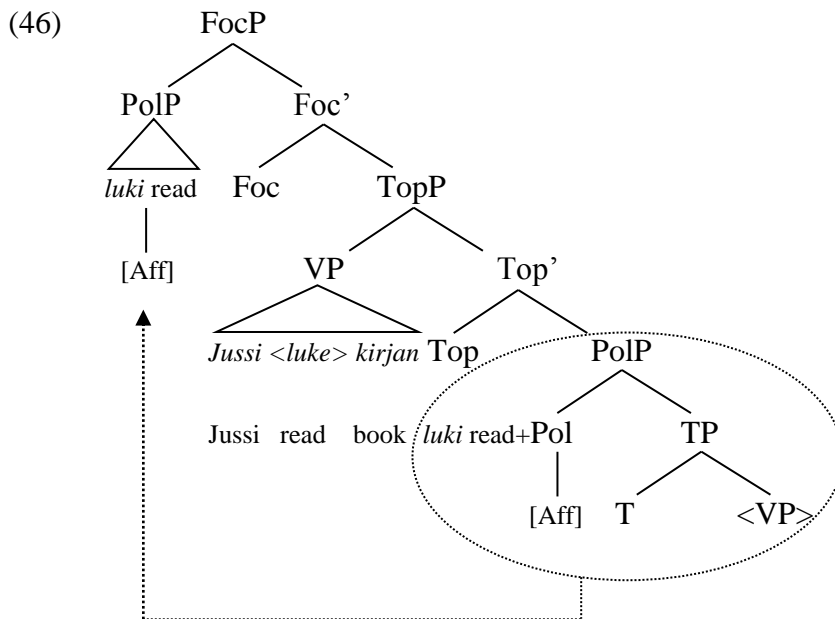 (46) FocP
PolP Foc’
luki read Foc TopP
[Aff] VP Top’
Jussi <luke> kirjan Top PolP
Jussi read book luki read+Pol TP
[Aff] T <VP>